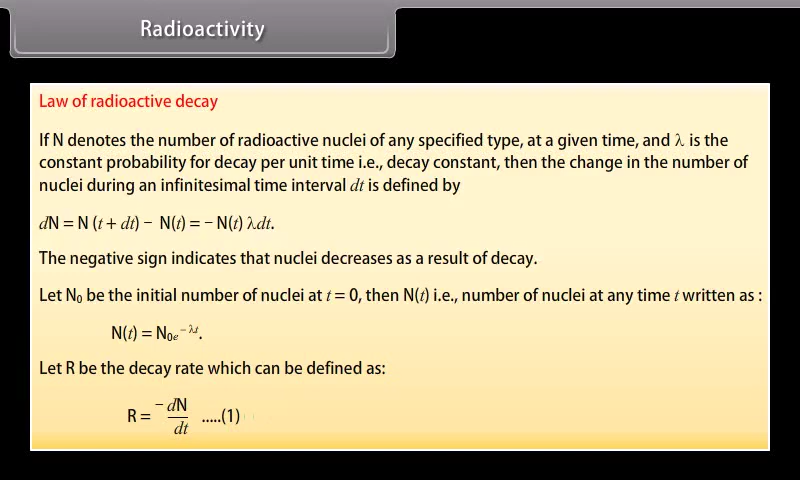 Radioactivity
Law of radioactive decay
If N denotes the number of radioactive nuclei of any specified type, at a given time, and λ is the
constant probability for decay per unit time i.e., decay constant, then the change in the number of
nuclei during an infinitesimal time interval dt is defined by
dN = N (t + dt) − N(t) = − N(t) λdt.
The negative sign indicates that nuclei decreases as a result of decay.
Let N₀ be the initial number of nuclei at t = 0, then N(t) i.e., number of nuclei at any time t written as :
N(t) = N₀e^−λt.
Let R be the decay rate which can be defined as:
R = − dN/dt .....(1)